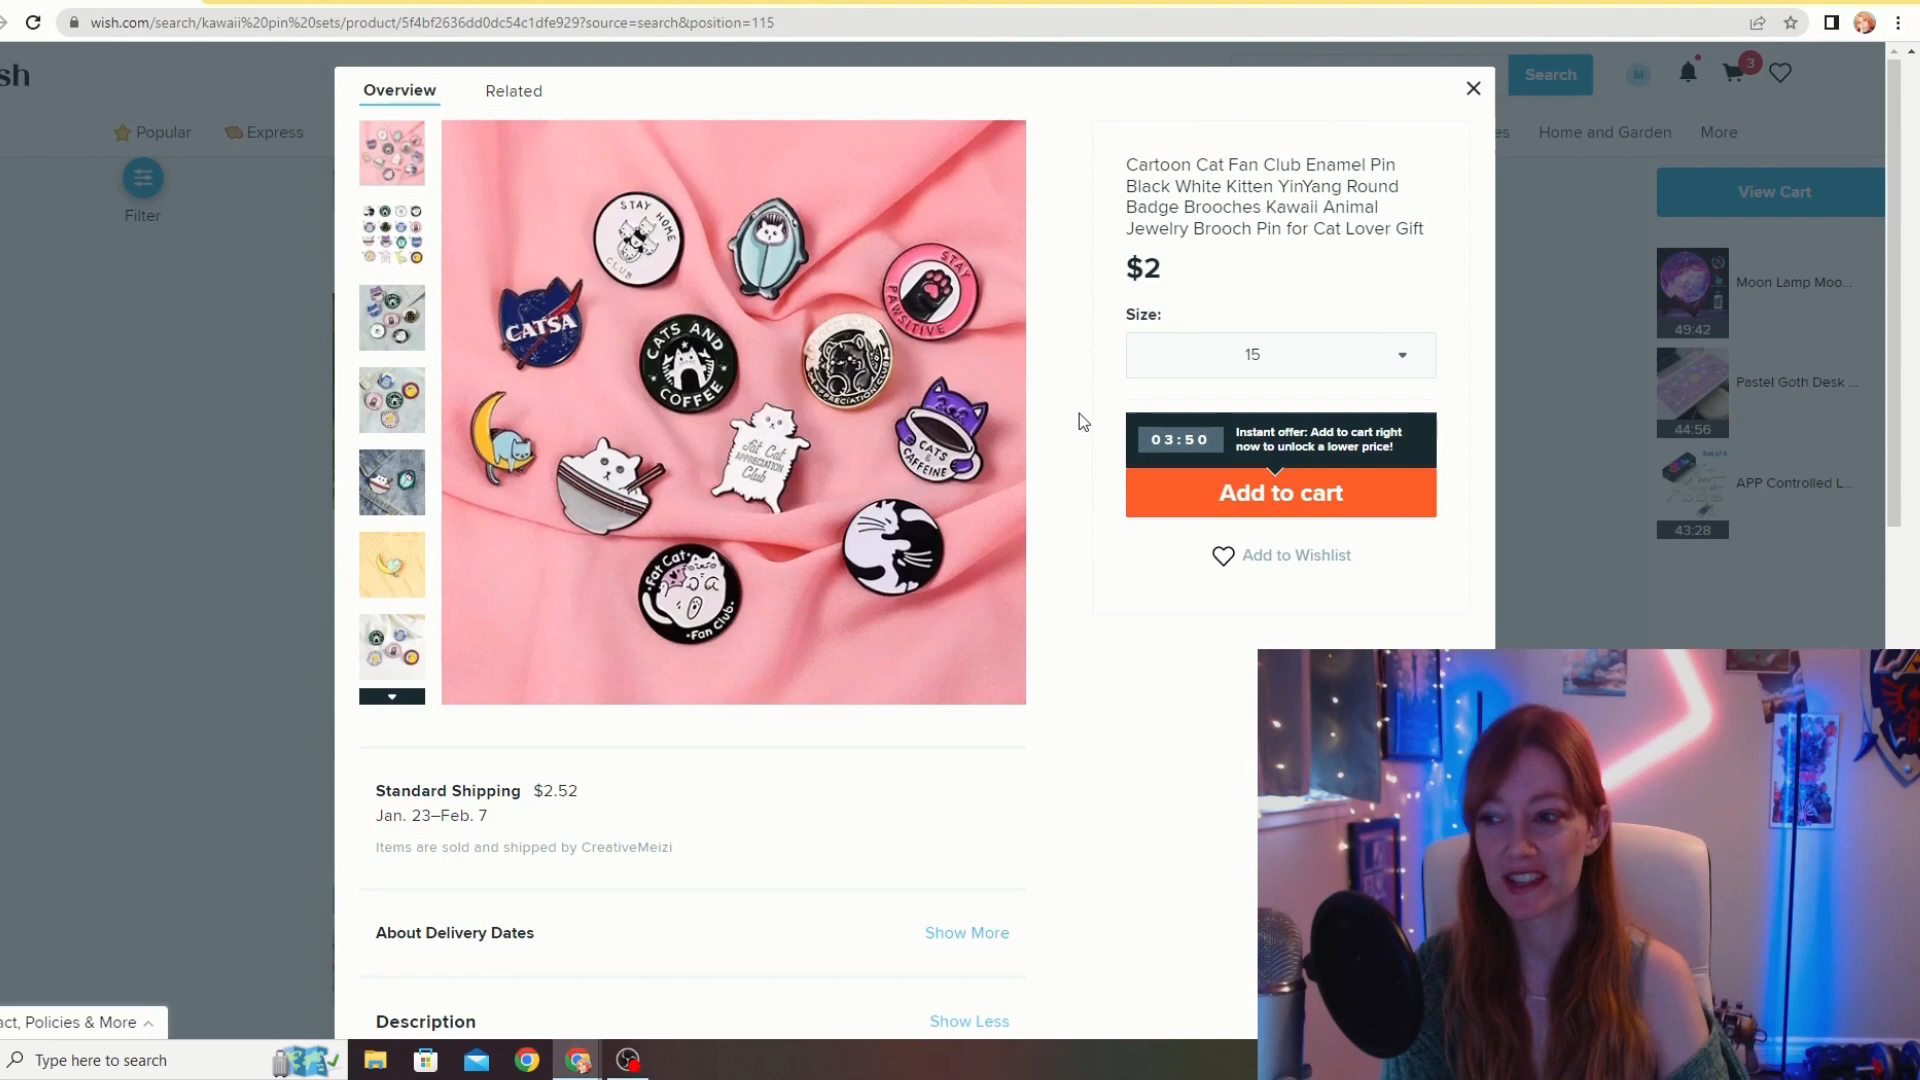 wish.com/search/kawaii%20pin%20sets/product/5f4bf2636dd0dc54c1dfe929?source=search&position=115
sh
Search
M
3
Overview
Related
Popular
Express
es
Home and Garden
More
Filter
View Cart
Moon Lamp Moo...
49:42
Pastel Goth Desk ...
44:56
APP Controlled L...
43:28
STAY HOME
CLUB
STAY
PAWSITIVE
CATSA
CATS AND
COFFEE
APPRECIATION CLUB
Fat Cat
APPRECIATION
Club
CATS
&
CAFFEINE
Fat Cat
Fan Club
Cartoon Cat Fan Club Enamel Pin
Black White Kitten YinYang Round
Badge Brooches Kawaii Animal
Jewelry Brooch Pin for Cat Lover Gift
$2
Size:
15
03:50
Instant offer: Add to cart right
now to unlock a lower price!
Add to cart
Add to Wishlist
Standard Shipping $2.52
Jan. 23–Feb. 7
Items are sold and shipped by CreativeMeizi
About Delivery Dates
Show More
Description
Show Less
act, Policies & More
Type here to search